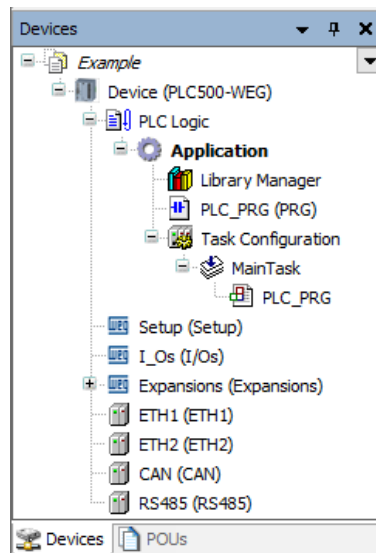 Devices
Example
Device (PLC500-WEG)
PLC Logic
Application
Library Manager
PLC_PRG (PRG)
Task Configuration
MainTask
PLC_PRG
Setup (Setup)
I_Os (I/Os)
Expansions (Expansions)
ETH1 (ETH1)
ETH2 (ETH2)
CAN (CAN)
RS485 (RS485)
Devices POUs